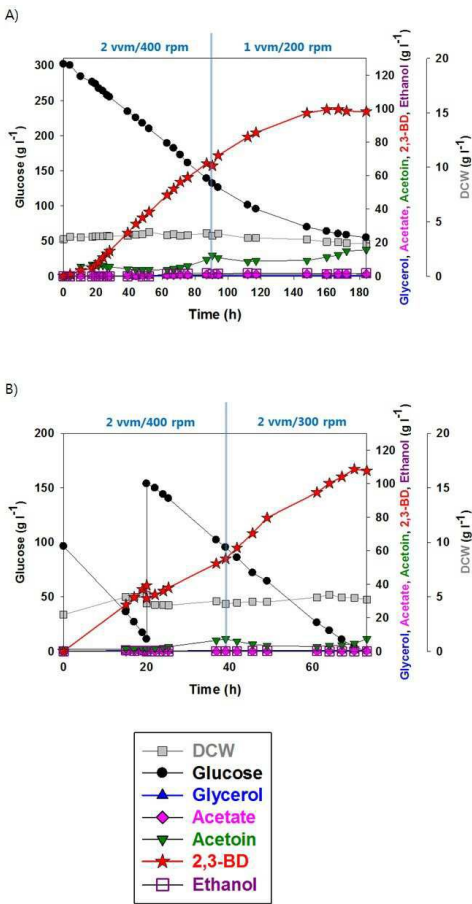 A)
2 vvm/400 rpm 1 vvm/200 rpm
300
250
200
150
100
50
0
Glucose (g l⁻¹)
120
100
80
60
40
20
0
Glycerol, Acetate, Acetoin, 2,3-BD, Ethanol (g l⁻¹)
20
15
10
5
0
DCW (g l⁻¹)
0 20 40 60 80 100 120 140 160 180
Time (h)
B)
2 vvm/400 rpm 2 vvm/300 rpm
200
150
100
50
0
Glucose (g l⁻¹)
120
100
80
60
40
20
0
Glycerol, Acetate, Acetoin, 2,3-BD, Ethanol (g l⁻¹)
20
15
10
5
0
DCW (g l⁻¹)
0 20 40 60
Time (h)
DCW
Glucose
Glycerol
Acetate
Acetoin
2,3-BD
Ethanol